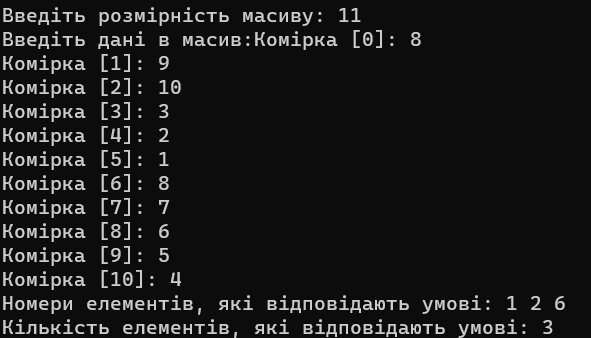 Введіть розмірність масиву: 11
Введіть дані в масив:Комірка [0]: 8
Комірка [1]: 9
Комірка [2]: 10
Комірка [3]: 3
Комірка [4]: 2
Комірка [5]: 1
Комірка [6]: 8
Комірка [7]: 7
Комірка [8]: 6
Комірка [9]: 5
Комірка [10]: 4
Номери елементів, які відповідають умові: 1 2 6
Кількість елементів, які відповідають умові: 3